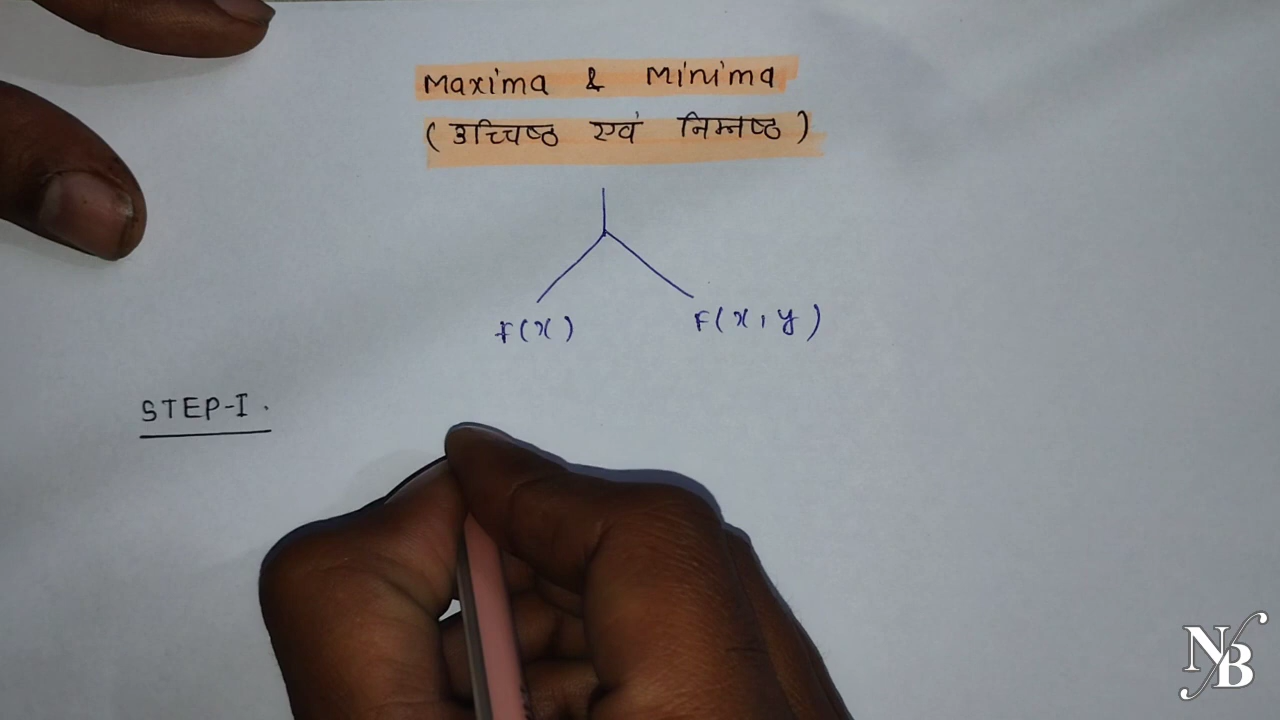 Maxima & Minima
(उच्चिष्ठ एवं निम्नष्ठ)
F(x) F(x, y)
STEP-I.
NB